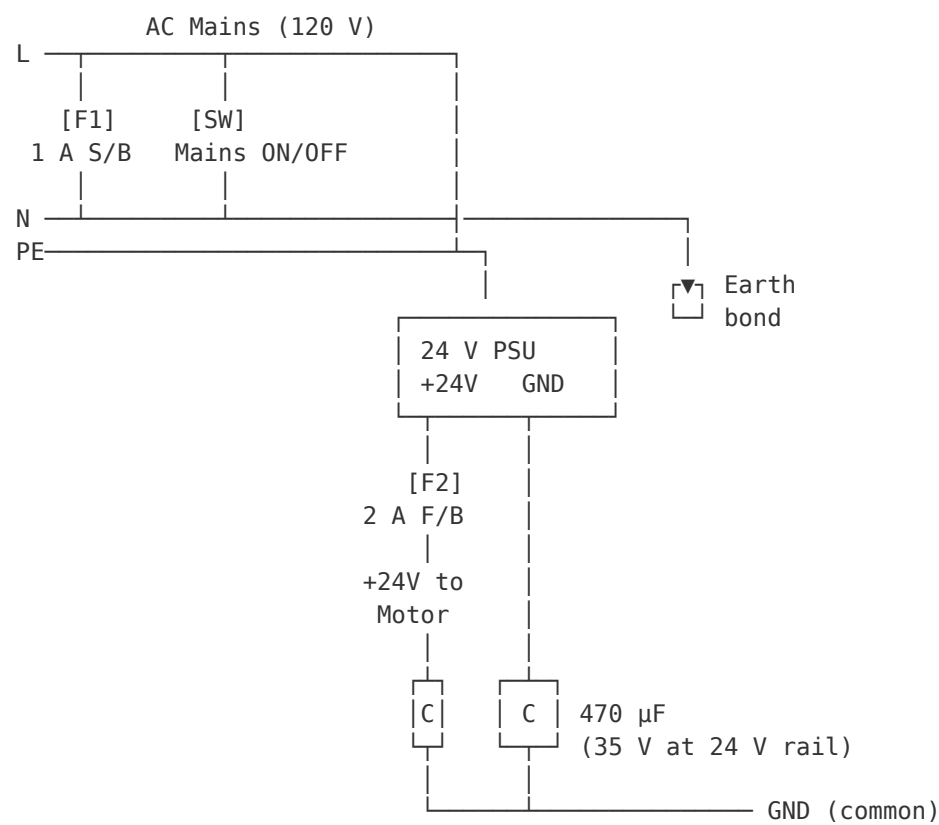 AC Mains (120 V)
L
[F1] [SW]
1 A S/B Mains ON/OFF
N
PE
Earth
bond
24 V PSU
+24V GND
[F2]
2 A F/B
+24V to
Motor
C C 470 µF
(35 V at 24 V rail)
GND (common)